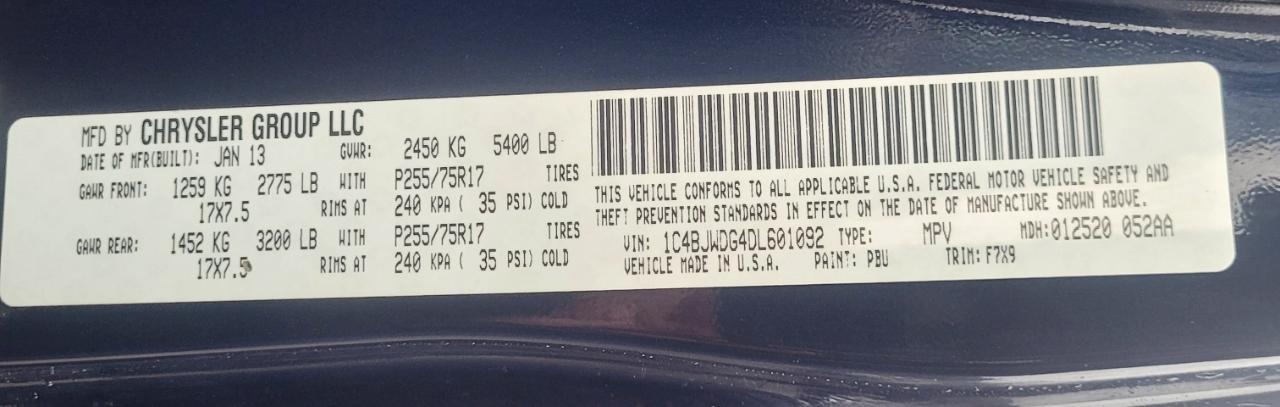 MFD BY CHRYSLER GROUP LLC
DATE OF MFR(BUILT): JAN 13 GVWR: 2450 KG 5400 LB
GAWR FRONT: 1259 KG 2775 LB WITH P255/75R17 TIRES
17X7.5 RIMS AT 240 KPA ( 35 PSI) COLD
GAWR REAR: 1452 KG 3200 LB WITH P255/75R17 TIRES
17X7.5 RIMS AT 240 KPA ( 35 PSI) COLD
THIS VEHICLE CONFORMS TO ALL APPLICABLE U.S.A. FEDERAL MOTOR VEHICLE SAFETY AND
THEFT PREVENTION STANDARDS IN EFFECT ON THE DATE OF MANUFACTURE SHOWN ABOVE.
VIN: 1C4BJWDG4DL601092 TYPE: MPV MDH:012520 052AA
VEHICLE MADE IN U.S.A. PAINT: PBU TRIM: F7X9